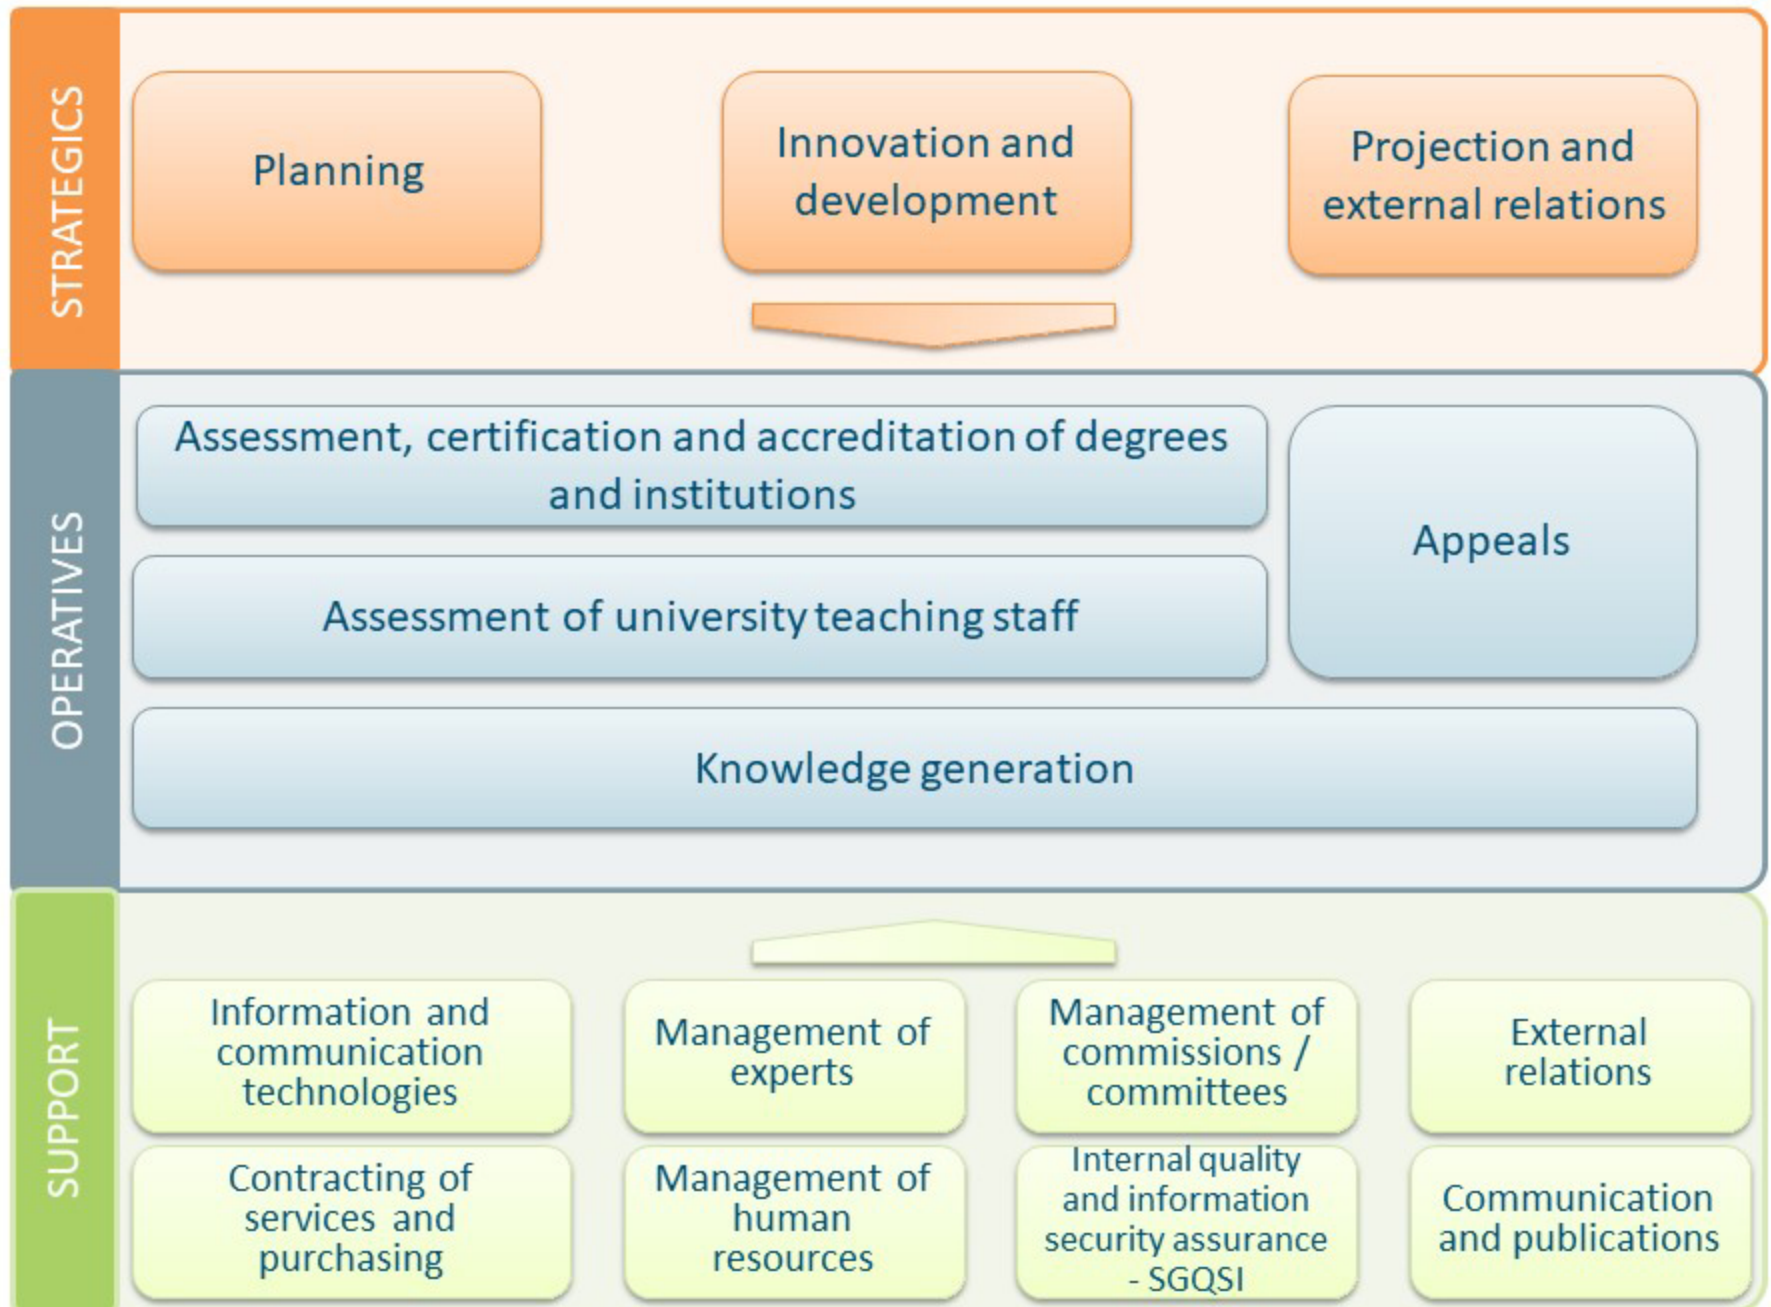 STRATEGICS
Planning
Innovation and
development
Projection and
external relations
OPERATIVES
Assessment, certification and accreditation of degrees
and institutions
Appeals
Assessment of university teaching staff
Knowledge generation
SUPPORT
Information and
communication
technologies
Management of
experts
Management of
commissions /
committees
External
relations
Contracting of
services and
purchasing
Management of
human
resources
Internal quality
and information
security assurance
- SGQSI
Communication
and publications